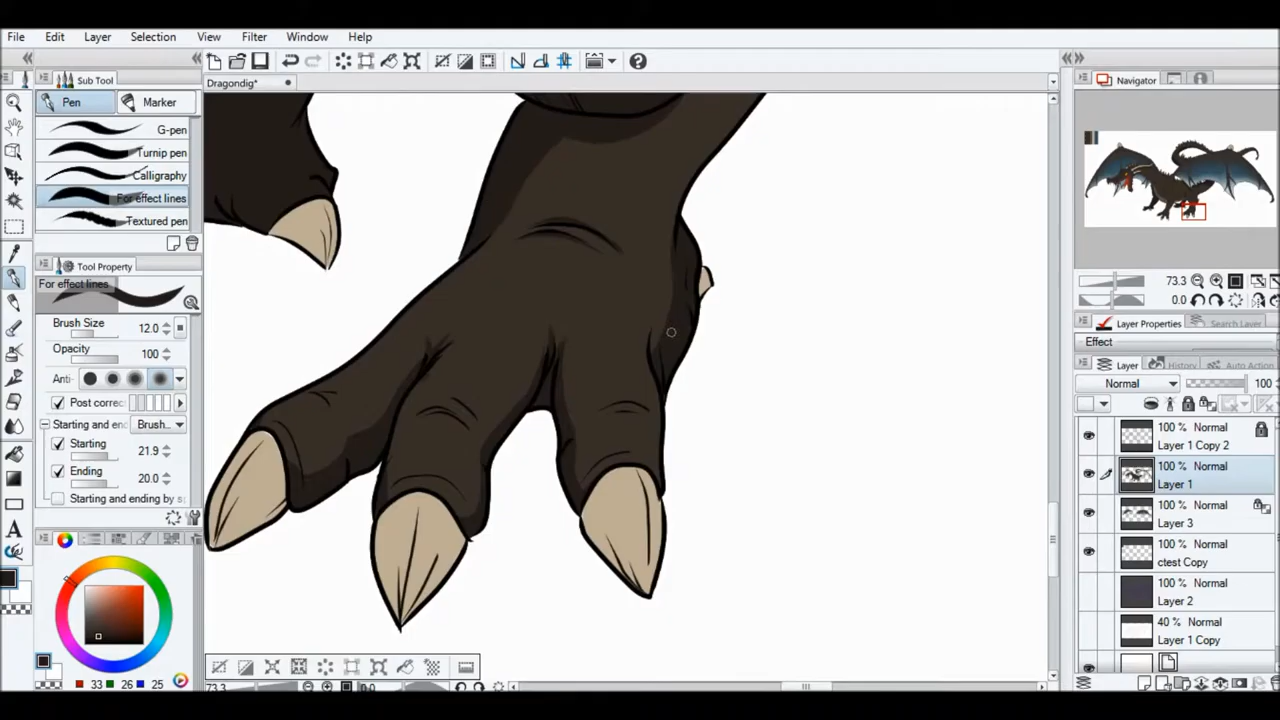 File Edit Layer Selection View Filter Window Help
Sub Tool
Pen Marker
G-pen
Turnip pen
Calligraphy
For effect lines
Textured pen
Tool Property
For effect lines
Brush Size 12.0
Opacity 100
Anti-
Post correc
Starting and en Brush...
Starting 21.9
Ending 20.0
Starting and ending by s
33 26 25
Dragondig*
73.3 0.0
Navigator
73.3
0.0
Layer Properties Search Layer
Effect
Layer History Auto Action
Normal 100
100 % Normal
Layer 1 Copy 2
100 % Normal
Layer 1
100 % Normal
Layer 3
100 % Normal
ctest Copy
100 % Normal
Layer 2
40 % Normal
Layer 1 Copy